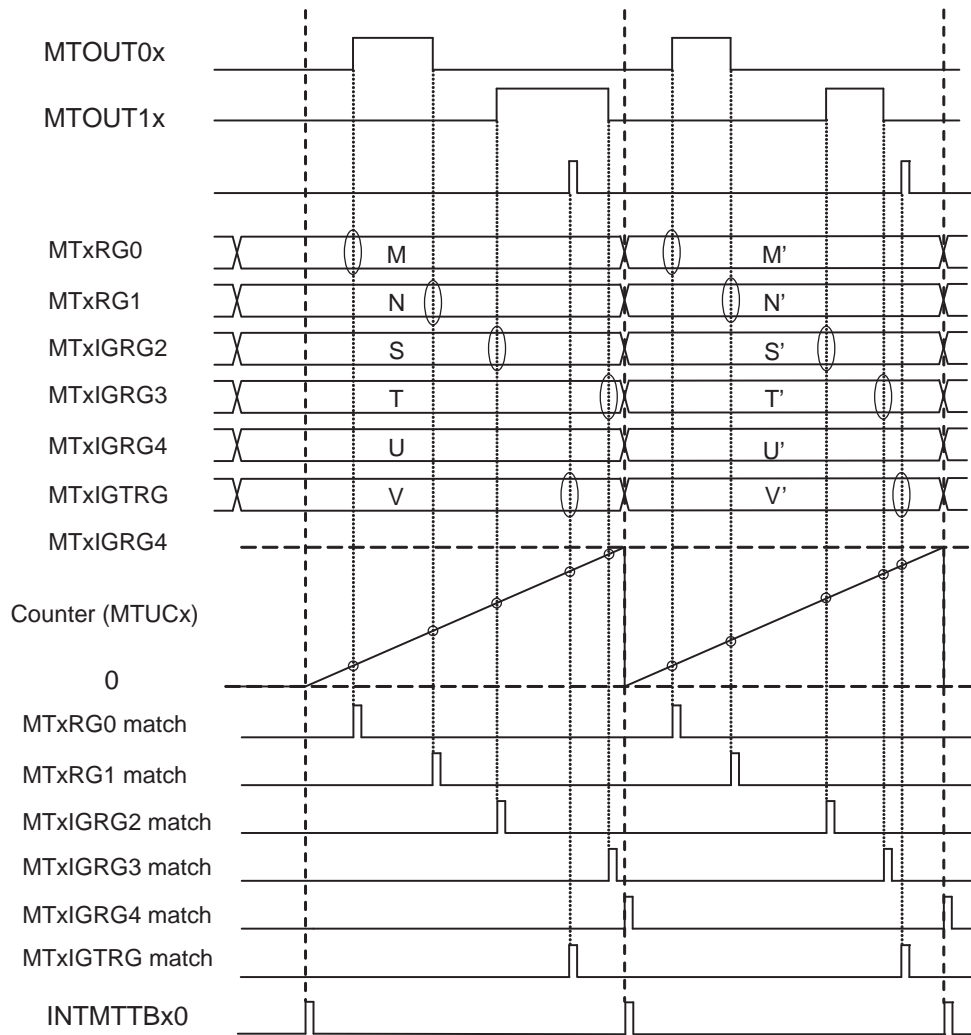 MTOUT0x
MTOUT1x
MTxRG0 M M’
MTxRG1 N N’
MTxIGRG2 S S’
MTxIGRG3 T T’
MTxIGRG4 U U’
MTxIGTRG V V’
MTxIGRG4
Counter (MTUCx)
0
MTxRG0 match
MTxRG1 match
MTxIGRG2 match
MTxIGRG3 match
MTxIGRG4 match
MTxIGTRG match
INTMTTBx0